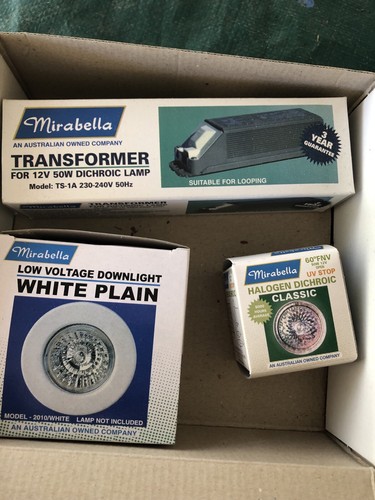 Mirabella
AN AUSTRALIAN OWNED COMPANY
TRANSFORMER
FOR 12V 50W DICHROIC LAMP
Model: TS-1A 230-240V 50Hz
3
YEAR
GUARANTEE
SUITABLE FOR LOOPING
TRANSFORMER
Mirabella
LOW VOLTAGE DOWNLIGHT
WHITE PLAIN
MODEL - 2010/WHITE LAMP NOT INCLUDED
AN AUSTRALIAN OWNED COMPANY
Mirabella
60°FNV
UV STOP
HALOGEN DICHROIC
CLASSIC
AN AUSTRALIAN OWNED COMPANY